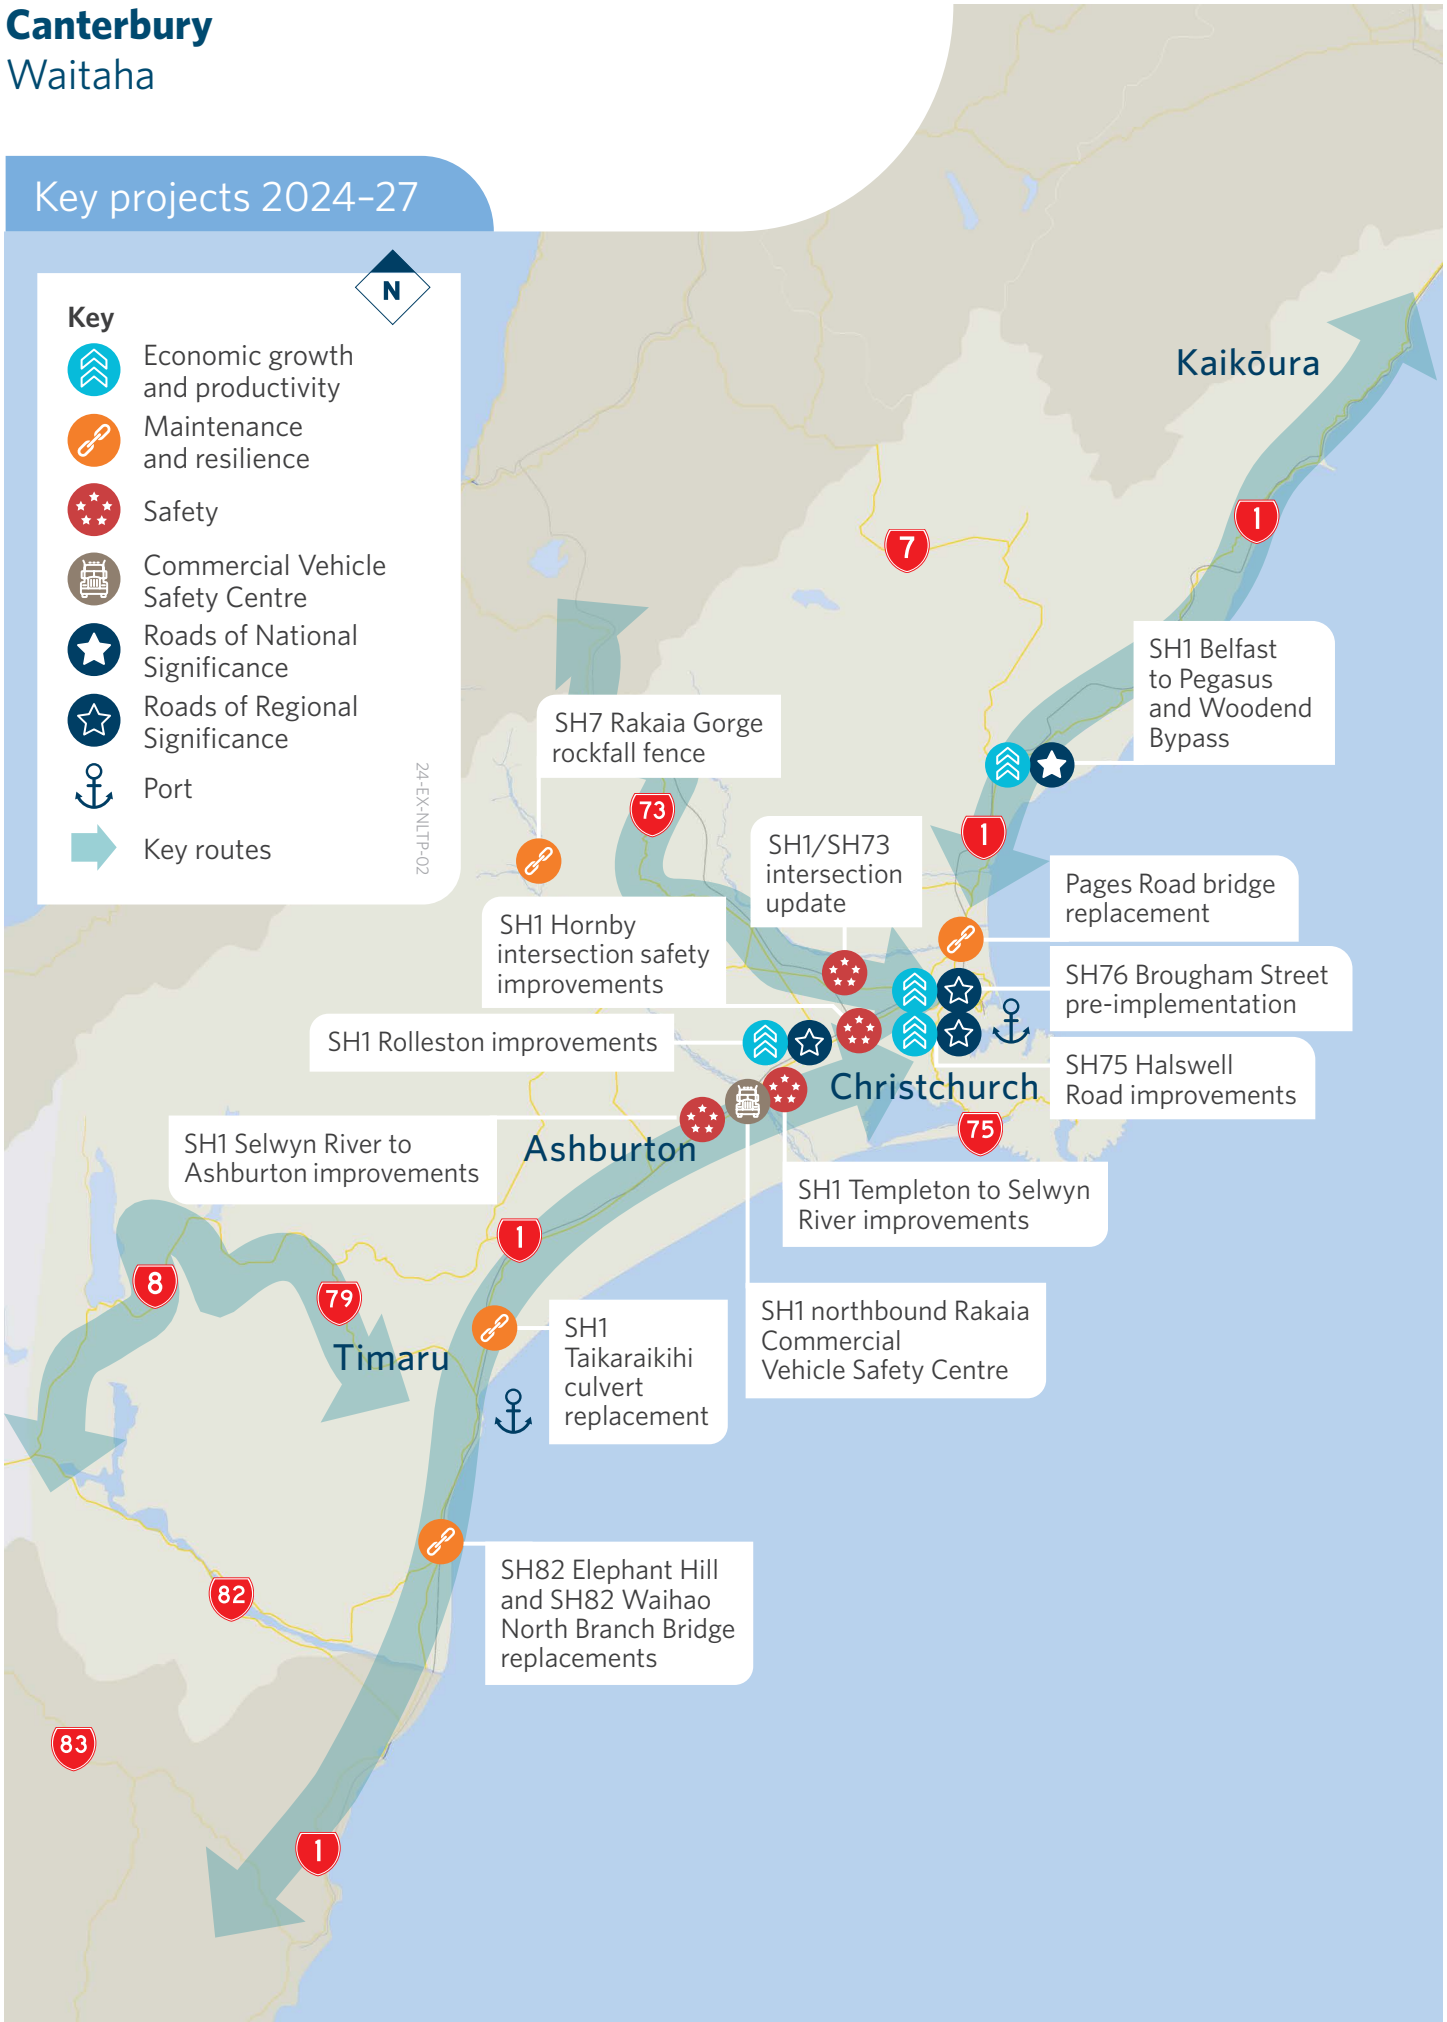 Canterbury
Waitaha
Key projects 2024–27
N
Key
Economic growth
and productivity
Maintenance
and resilience
Safety
Commercial Vehicle
Safety Centre
Roads of National
Significance
Roads of Regional
Significance
Port
Key routes
24-EX-NLTP-02
Kaikōura
1
7
SH1 Belfast
to Pegasus
and Woodend
Bypass
SH7 Rakaia Gorge
rockfall fence
73
1
SH1/SH73
intersection
update
Pages Road bridge
replacement
SH1 Hornby
intersection safety
improvements
SH76 Brougham Street
pre-implementation
SH1 Rolleston improvements
SH75 Halswell
Road improvements
Christchurch
75
SH1 Selwyn River to
Ashburton improvements
Ashburton
SH1 Templeton to Selwyn
River improvements
1
8
79
SH1 northbound Rakaia
Commercial
Vehicle Safety Centre
SH1
Taikaraikihi
culvert
replacement
Timaru
SH82 Elephant Hill
and SH82 Waihao
North Branch Bridge
replacements
82
83
1